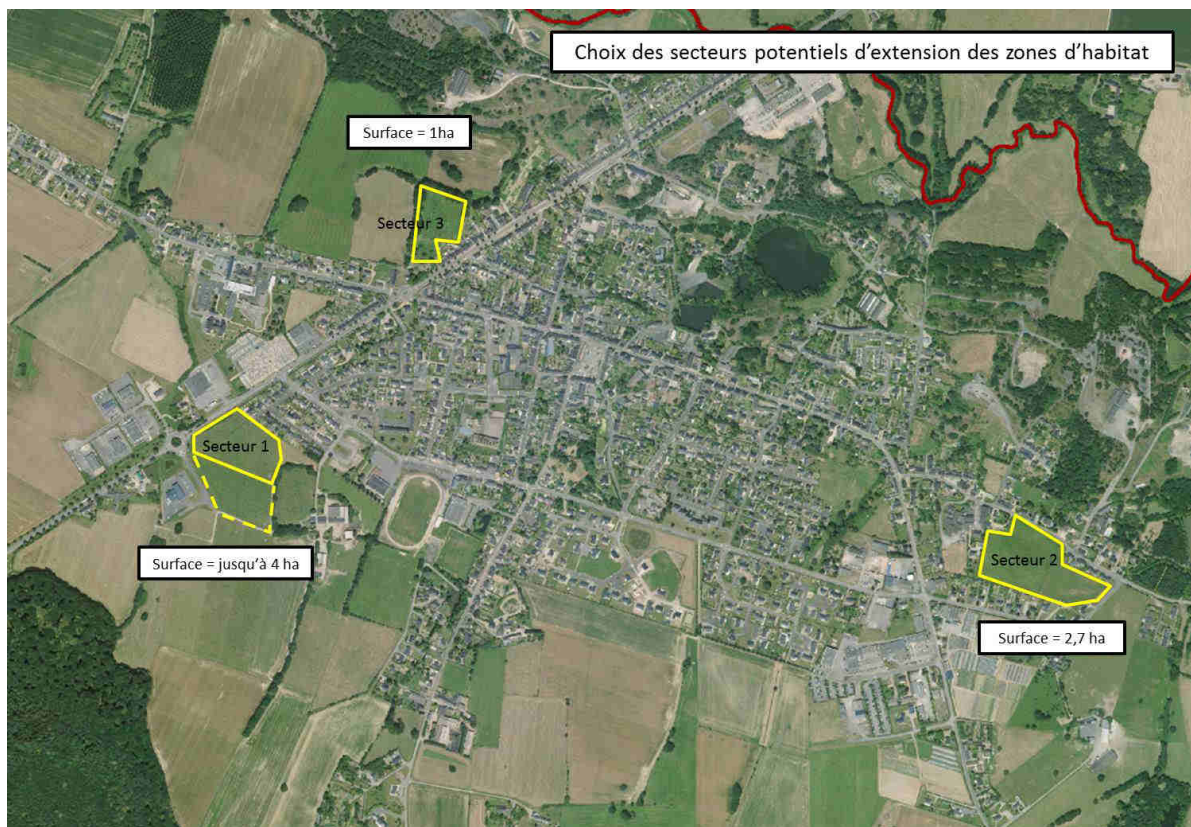 Choix des secteurs potentiels d'extension des zones d'habitat
Surface = 1ha
Secteur 3
Secteur 1
Surface = jusqu'à 4 ha
Secteur 2
Surface = 2,7 ha